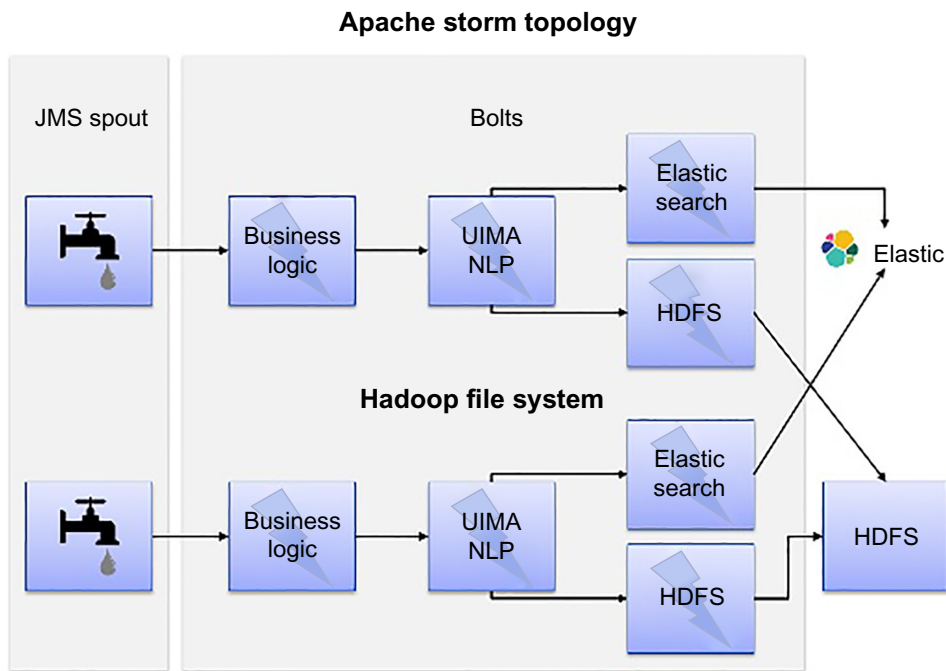 Apache storm topology
JMS spout
Bolts
Elastic
search
Business
logic
UIMA
NLP
Elastic
HDFS
Hadoop file system
Elastic
search
Business
logic
UIMA
NLP
HDFS
HDFS